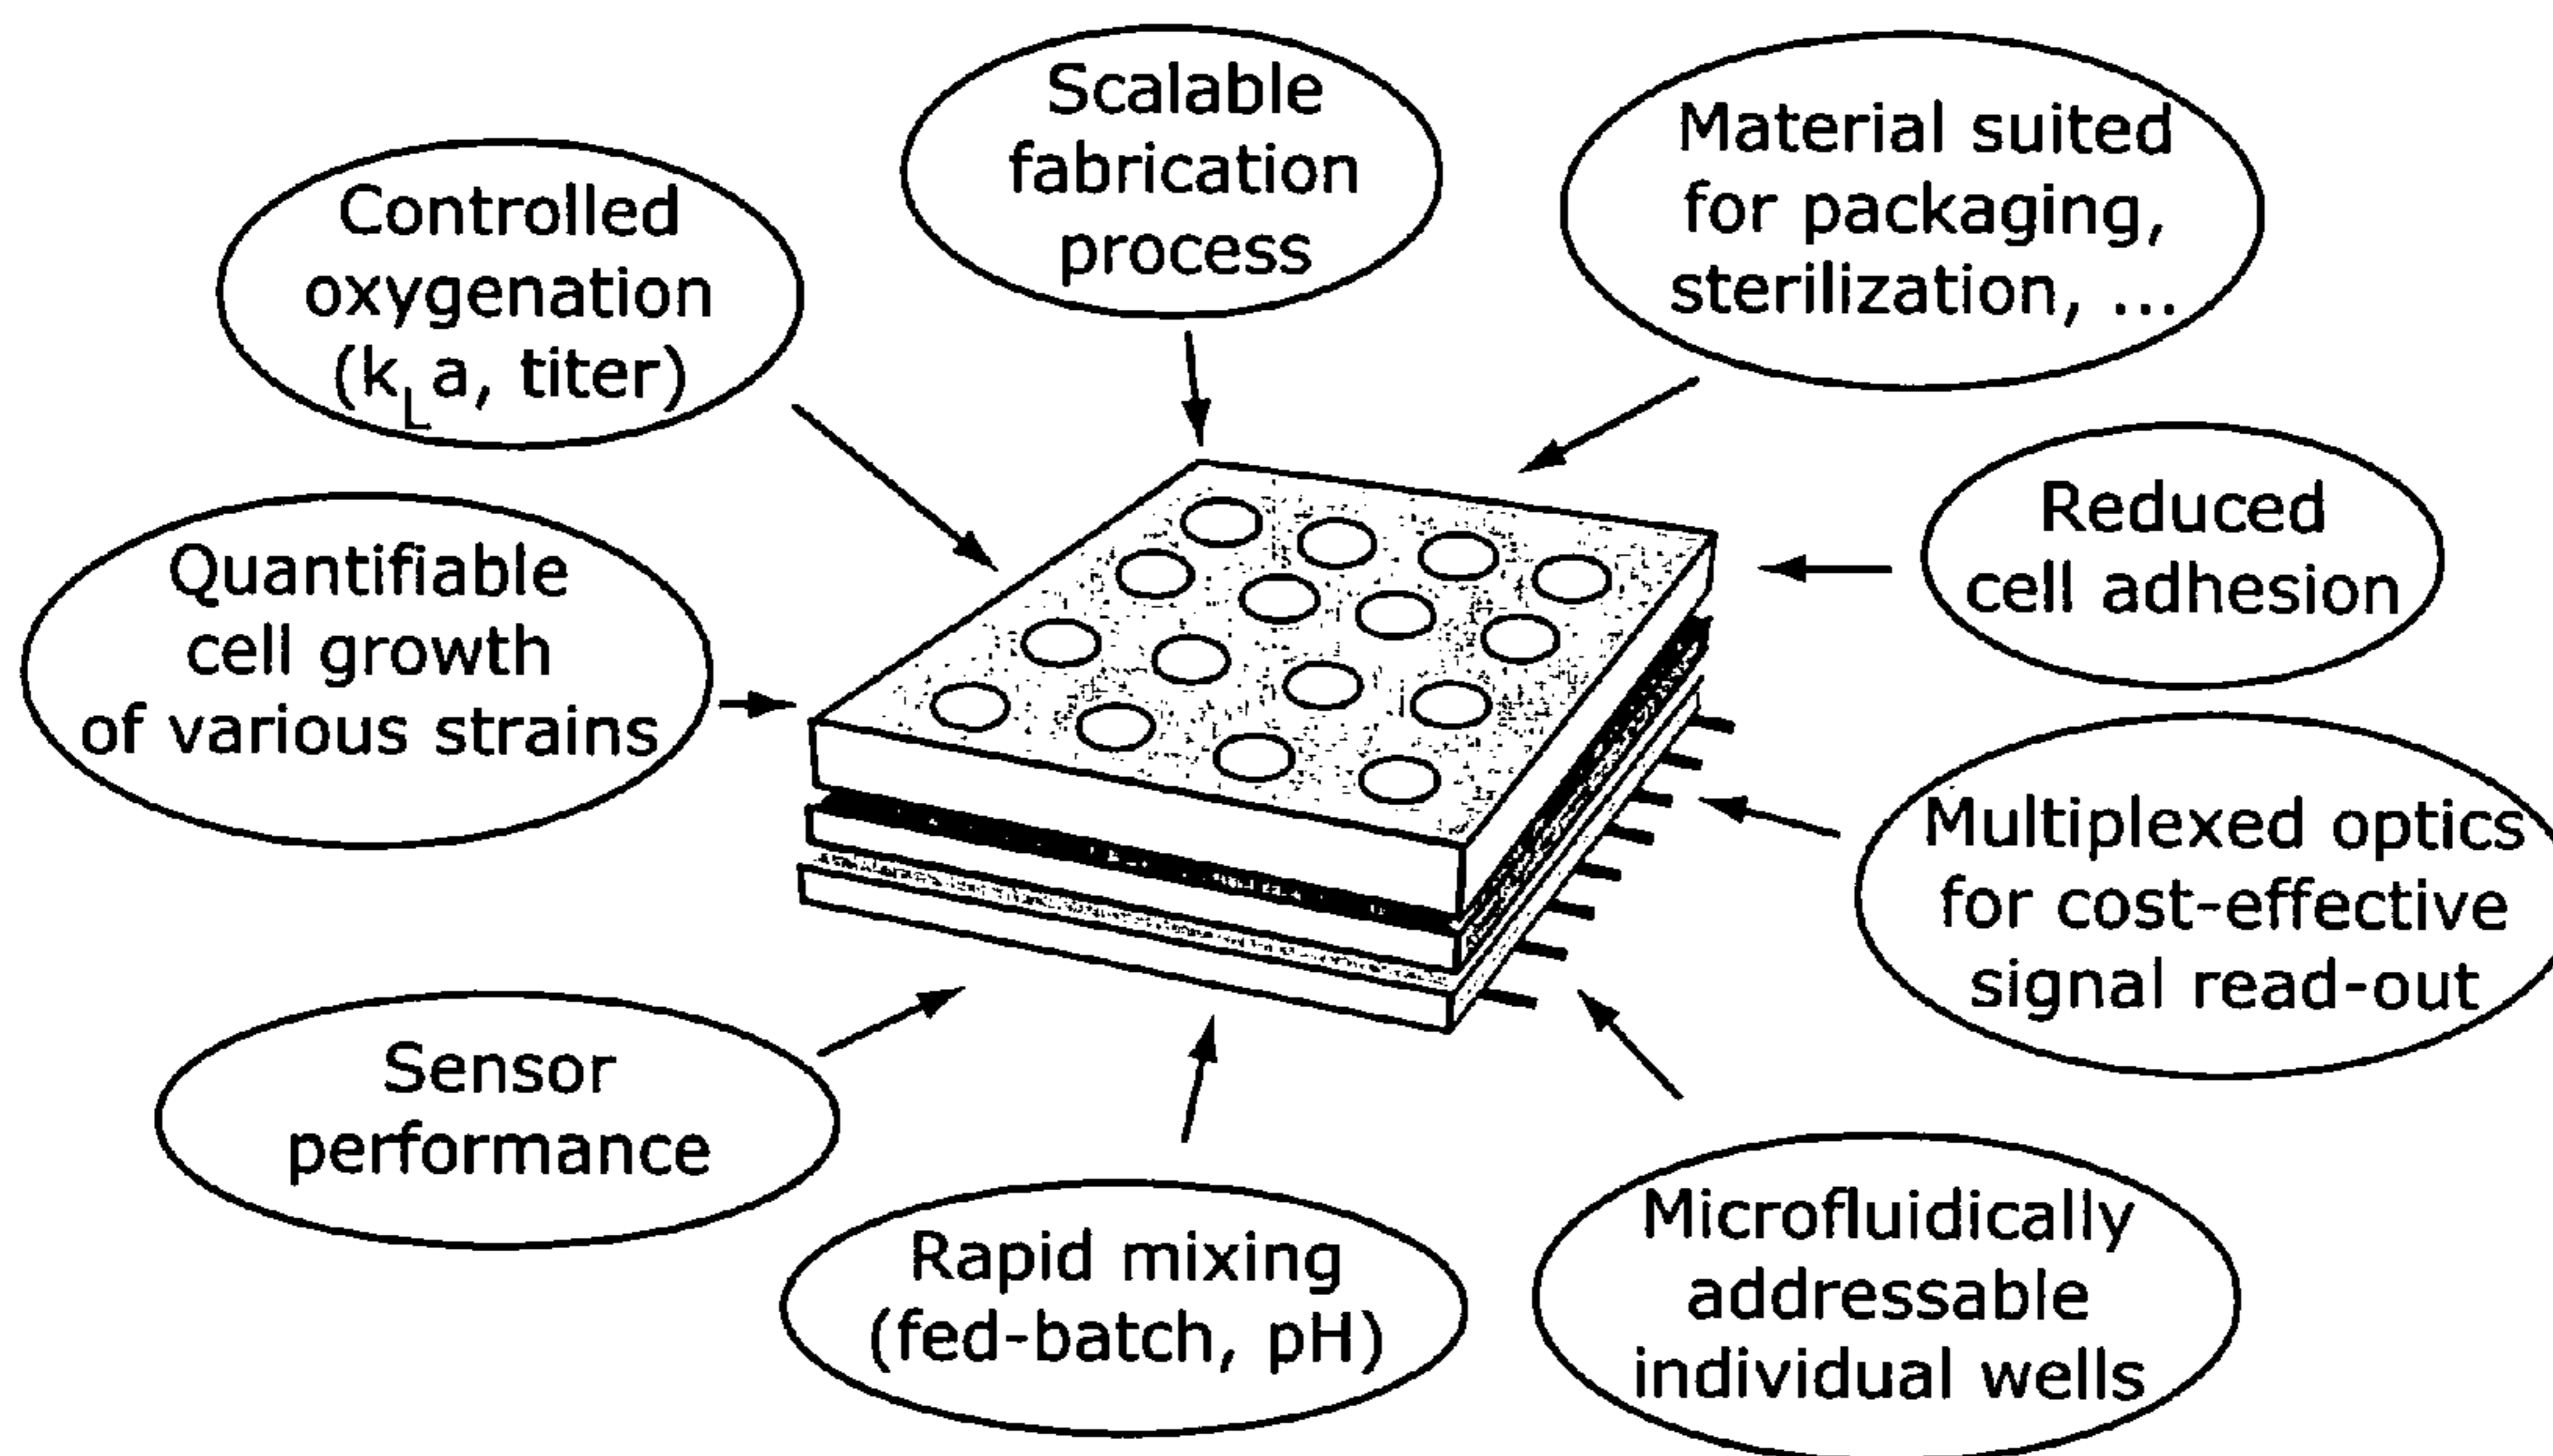 Scalable
fabrication
process
Material suited
for packaging,
sterilization, ...
Controlled
oxygenation
(kLa, titer)
Reduced
cell adhesion
Quantifiable
cell growth
of various strains
Multiplexed optics
for cost-effective
signal read-out
Sensor
performance
Rapid mixing
(fed-batch, pH)
Microfluidically
addressable
individual wells